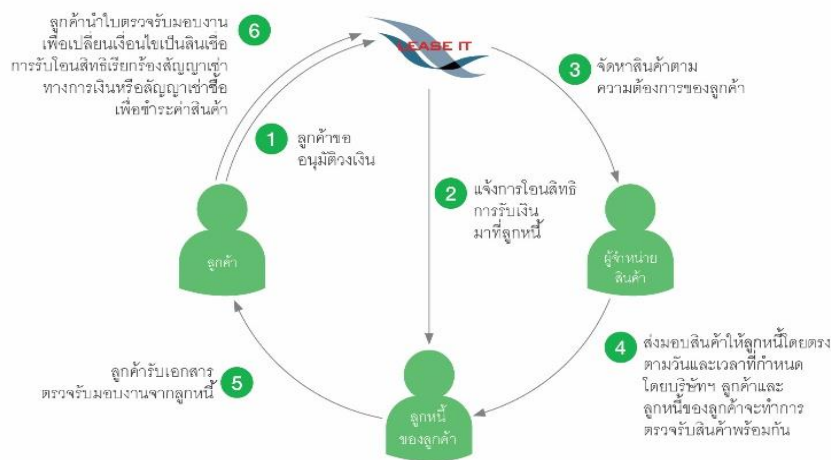 ลูกค้านำใบตรวจรับมอบงาน
เพื่อเปลี่ยนเงื่อนไขเป็นสินเชื่อ
การรับโอนสิทธิเรียกร้องสัญญาเช่า
ทางการเงินหรือสัญญาเช่าซื้อ
เพื่อชำระค่าสินค้า
6
LEASE IT
3
จัดหาสินค้าตาม
ความต้องการของลูกค้า
1
ลูกค้าขอ
อนุมัติวงเงิน
2
แจ้งการโอนสิทธิ
การรับเงิน
มาที่ลูกหนี้
ลูกค้า
ผู้จำหน่าย
สินค้า
ลูกค้ารับเอกสาร
ตรวจรับมอบงานจากลูกหนี้
5
ลูกหนี้
ของลูกค้า
4
ส่งมอบสินค้าให้ลูกหนี้โดยตรง
ตามวันและเวลาที่กำหนด
โดยบริษัทฯ ลูกค้าและ
ลูกหนี้ของลูกค้าจะทำการ
ตรวจรับสินค้าพร้อมกัน